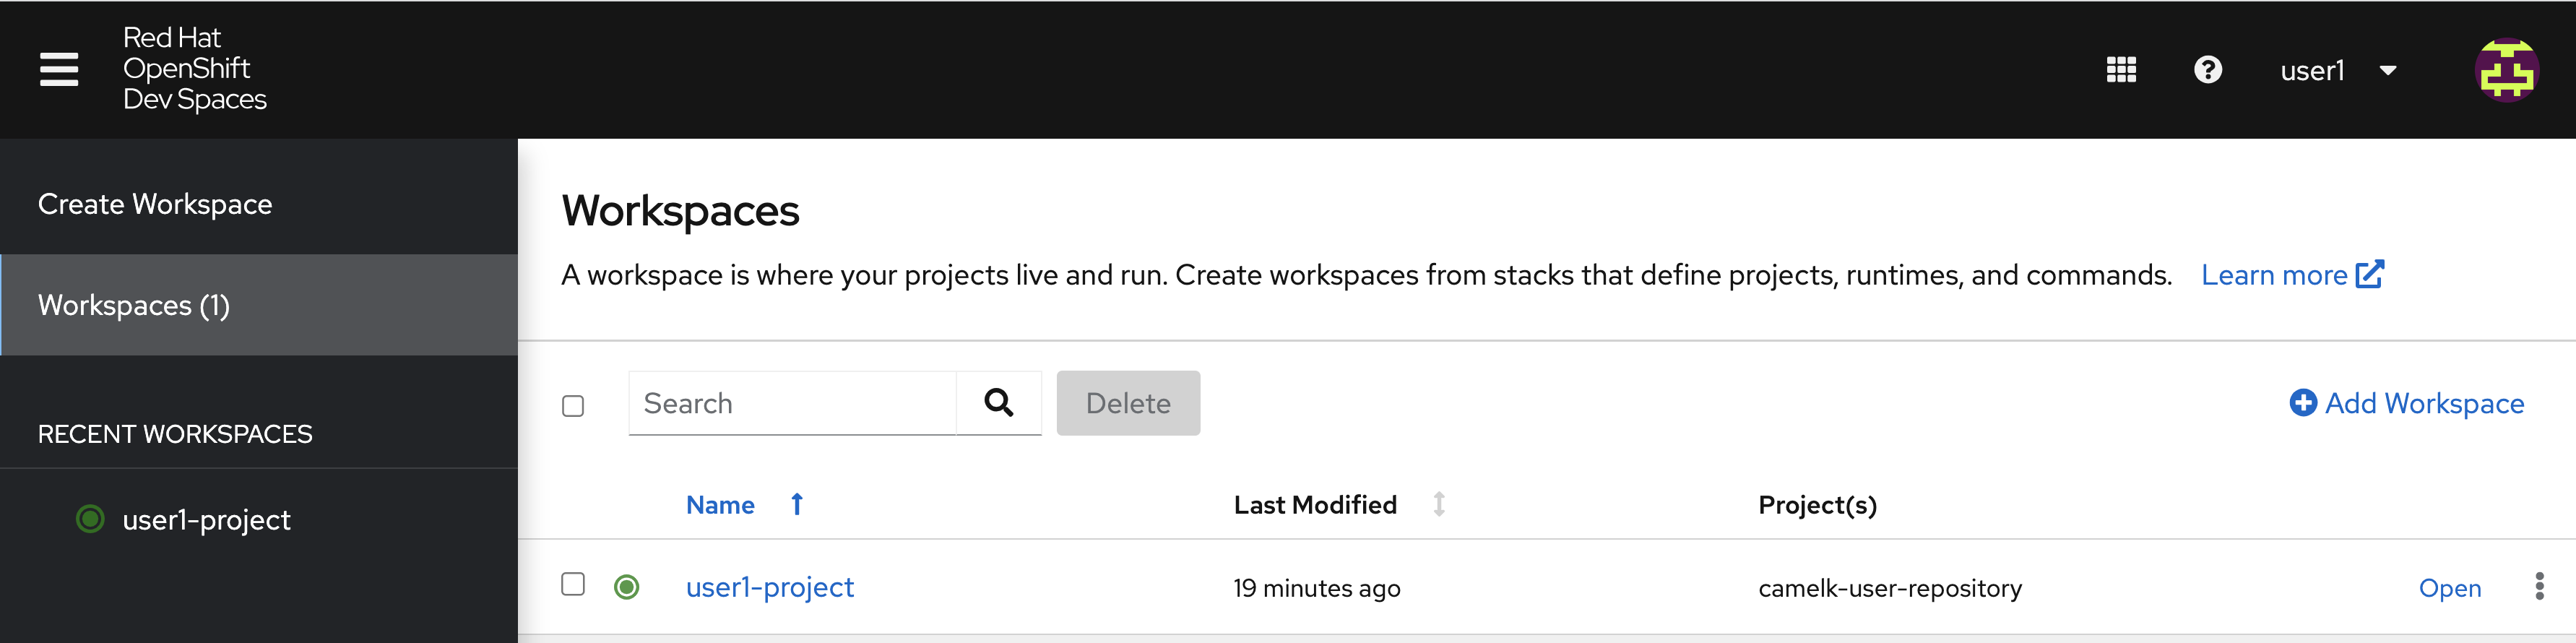 Red Hat
OpenShift
Dev Spaces
user1
Create Workspace
Workspaces (1)
RECENT WORKSPACES
user1-project
Workspaces
A workspace is where your projects live and run. Create workspaces from stacks that define projects, runtimes, and commands. Learn more
Search Delete Add Workspace
Name Last Modified Project(s)
user1-project 19 minutes ago camelk-user-repository Open